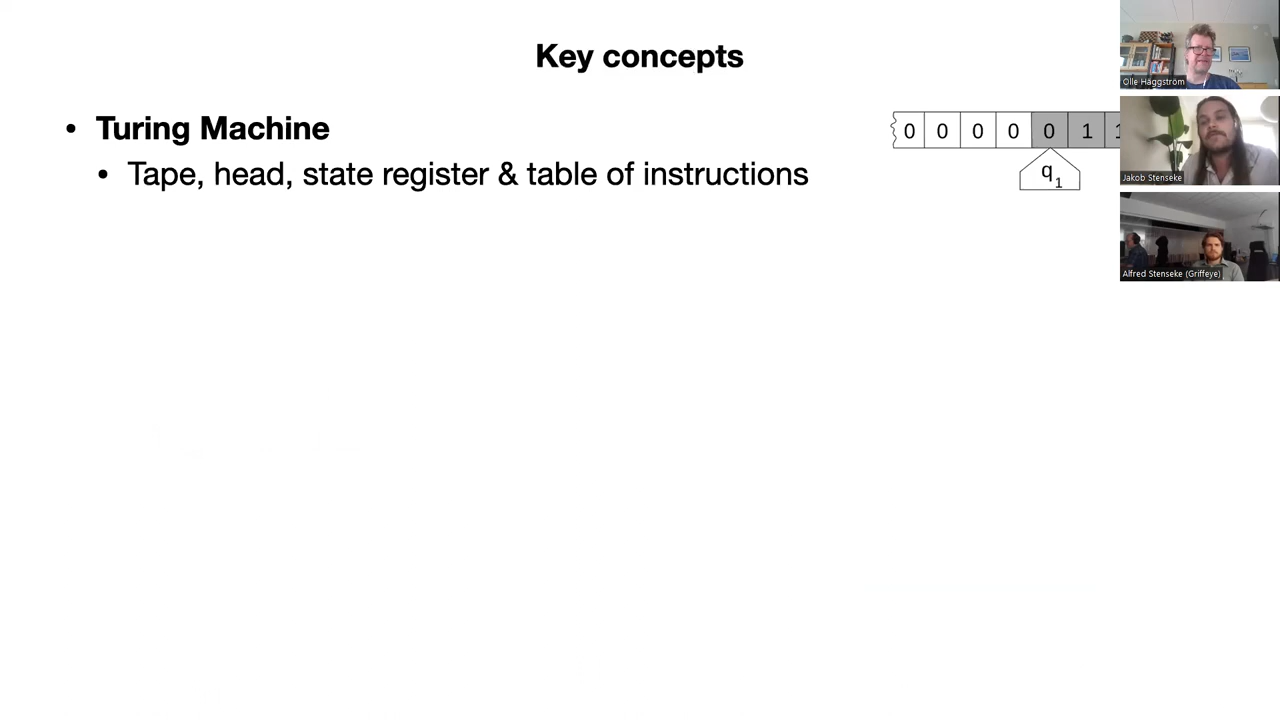 Key concepts
• Turing Machine
0 0 0 0 0 1 1
• Tape, head, state register & table of instructions
q1
Olle Häggström
Jakob Stenseke
Alfred Stenseke (Griffeye)